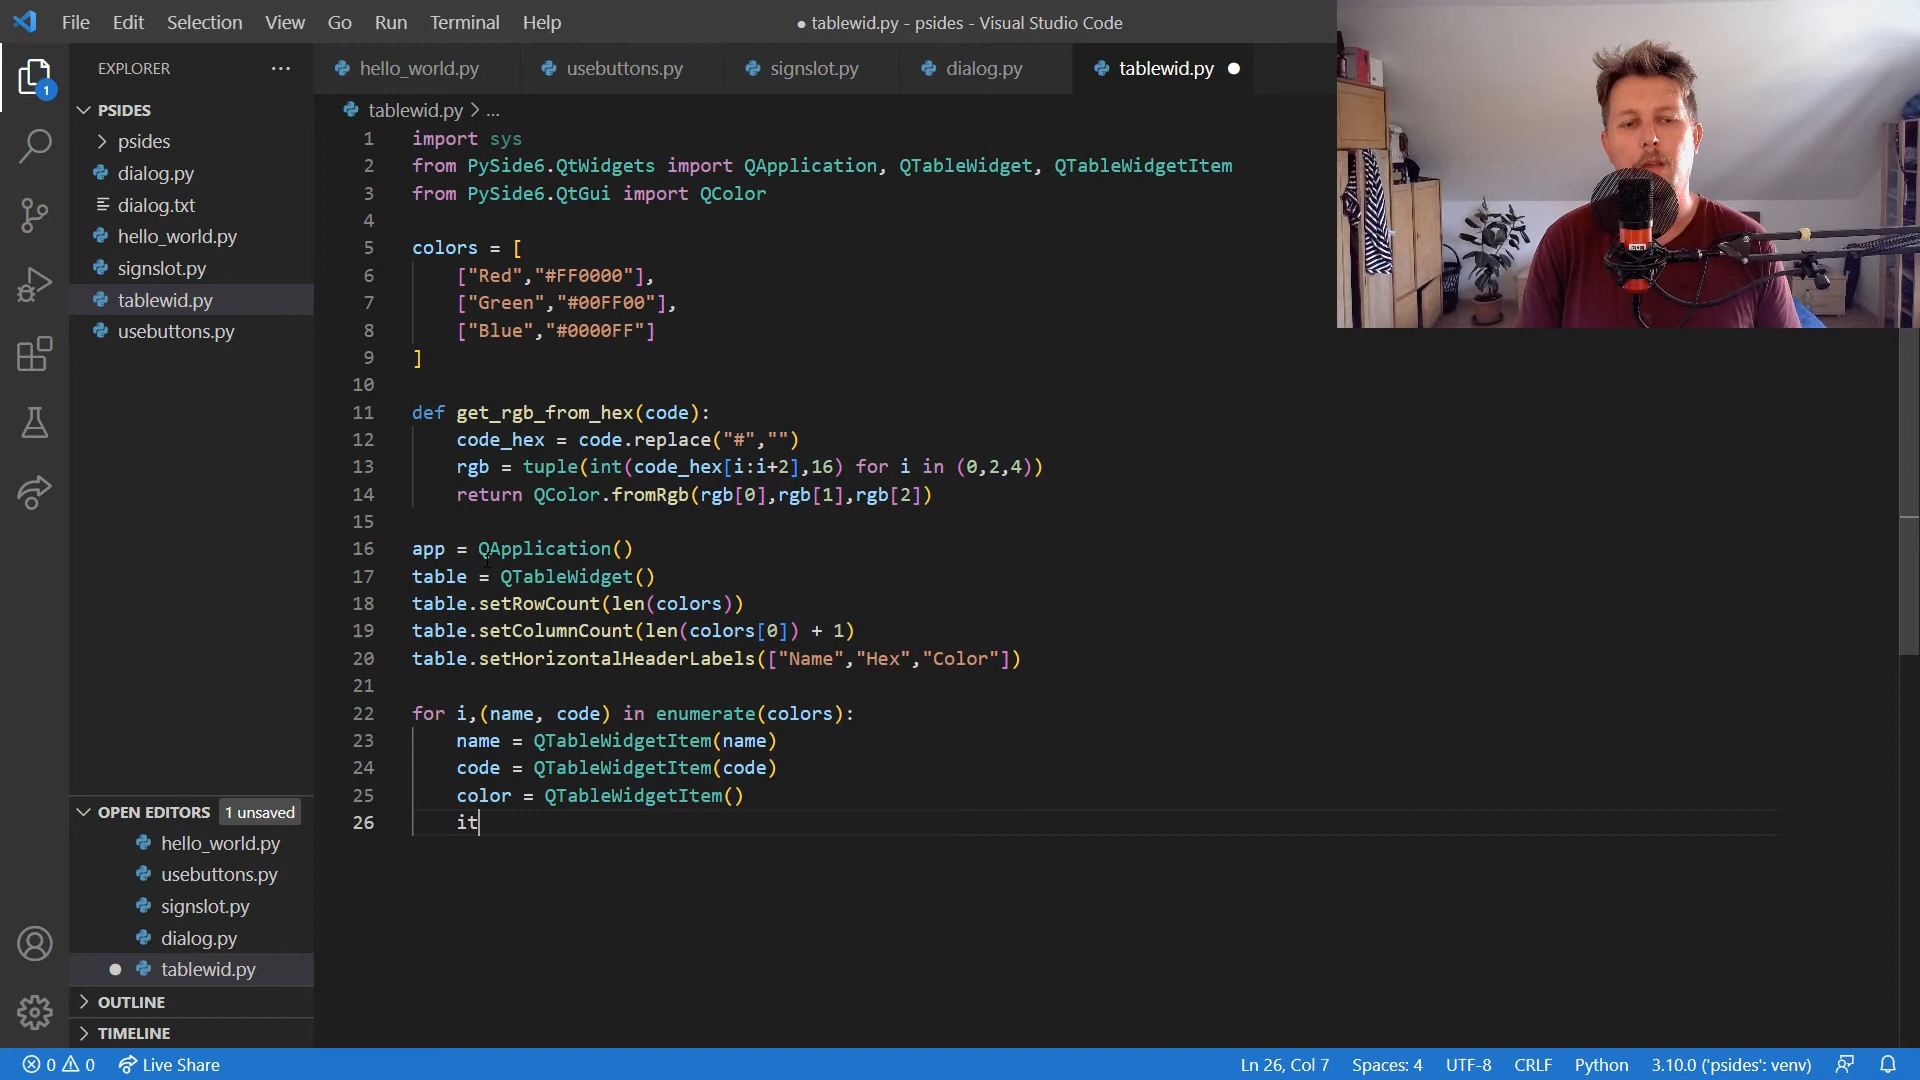 File Edit Selection View Go Run Terminal Help
● tablewid.py - psides - Visual Studio Code
EXPLORER ...
hello_world.py usebuttons.py signslot.py dialog.py tablewid.py
PSIDES
psides
dialog.py
dialog.txt
hello_world.py
signslot.py
tablewid.py
usebuttons.py
1
OPEN EDITORS 1 unsaved
hello_world.py
usebuttons.py
signslot.py
dialog.py
tablewid.py
OUTLINE
TIMELINE
tablewid.py > ...
1 import sys
2 from PySide6.QtWidgets import QApplication, QTableWidget, QTableWidgetItem
3 from PySide6.QtGui import QColor
4
5 colors = [
6 ["Red","#FF0000"],
7 ["Green","#00FF00"],
8 ["Blue","#0000FF"]
9 ]
10
11 def get_rgb_from_hex(code):
12 code_hex = code.replace("#","")
13 rgb = tuple(int(code_hex[i:i+2],16) for i in (0,2,4))
14 return QColor.fromRgb(rgb[0],rgb[1],rgb[2])
15
16 app = QApplication()
17 table = QTableWidget()
18 table.setRowCount(len(colors))
19 table.setColumnCount(len(colors[0]) + 1)
20 table.setHorizontalHeaderLabels(["Name","Hex","Color"])
21
22 for i,(name, code) in enumerate(colors):
23 name = QTableWidgetItem(name)
24 code = QTableWidgetItem(code)
25 color = QTableWidgetItem()
26 it
0 0 Live Share
Ln 26, Col 7 Spaces: 4 UTF-8 CRLF Python 3.10.0 ('psides': venv)